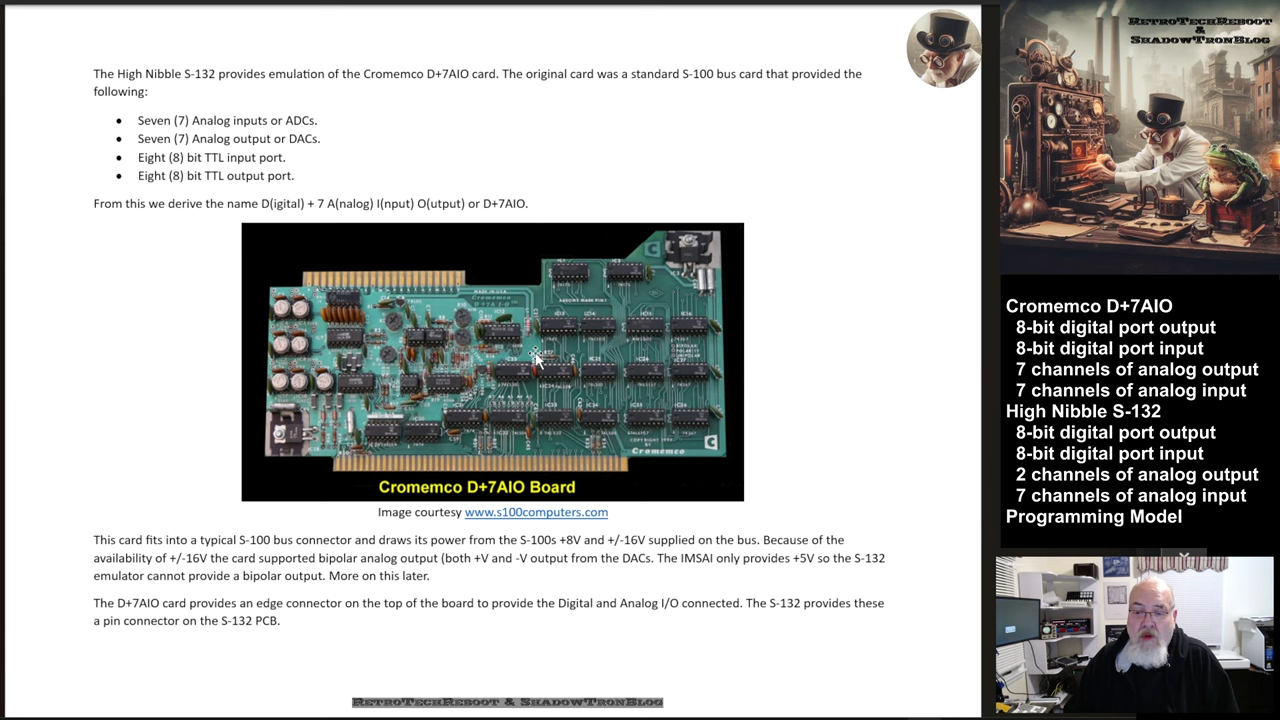 The High Nibble S-132 provides emulation of the Cromemco D+7AIO card. The original card was a standard S-100 bus card that provided the
following:
• Seven (7) Analog inputs or ADCs.
• Seven (7) Analog output or DACs.
• Eight (8) bit TTL input port.
• Eight (8) bit TTL output port.
From this we derive the name D(igital) + 7 A(nalog) I(nput) O(utput) or D+7AIO.
Cromemco
Cromemco D+7AIO Board
Image courtesy www.s100computers.com
This card fits into a typical S-100 bus connector and draws its power from the S-100s +8V and +/-16V supplied on the bus. Because of the
availability of +/-16V the card supported bipolar analog output (both +V and -V output from the DACs. The IMSAI only provides +5V so the S-132
emulator cannot provide a bipolar output. More on this later.
The D+7AIO card provides an edge connector on the top of the board to provide the Digital and Analog I/O connected. The S-132 provides these
a pin connector on the S-132 PCB.
RetroTechReboot & ShadowTronBlog
RetroTechReboot
&
ShadowTronBlog
Cromemco D+7AIO
8-bit digital port output
8-bit digital port input
7 channels of analog output
7 channels of analog input
High Nibble S-132
8-bit digital port output
8-bit digital port input
2 channels of analog output
7 channels of analog input
Programming Model